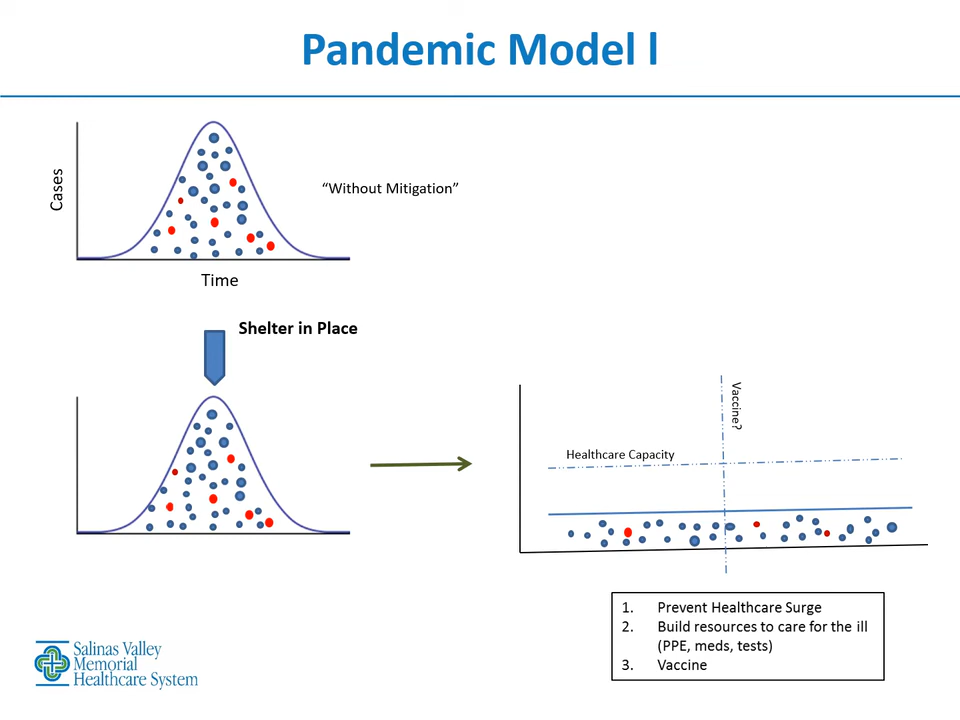 Pandemic Model l
Cases
"Without Mitigation"
Time
Shelter in Place
Vaccine?
Healthcare Capacity
1. Prevent Healthcare Surge
2. Build resources to care for the ill
(PPE, meds, tests)
3. Vaccine
Salinas Valley
Memorial
Healthcare System